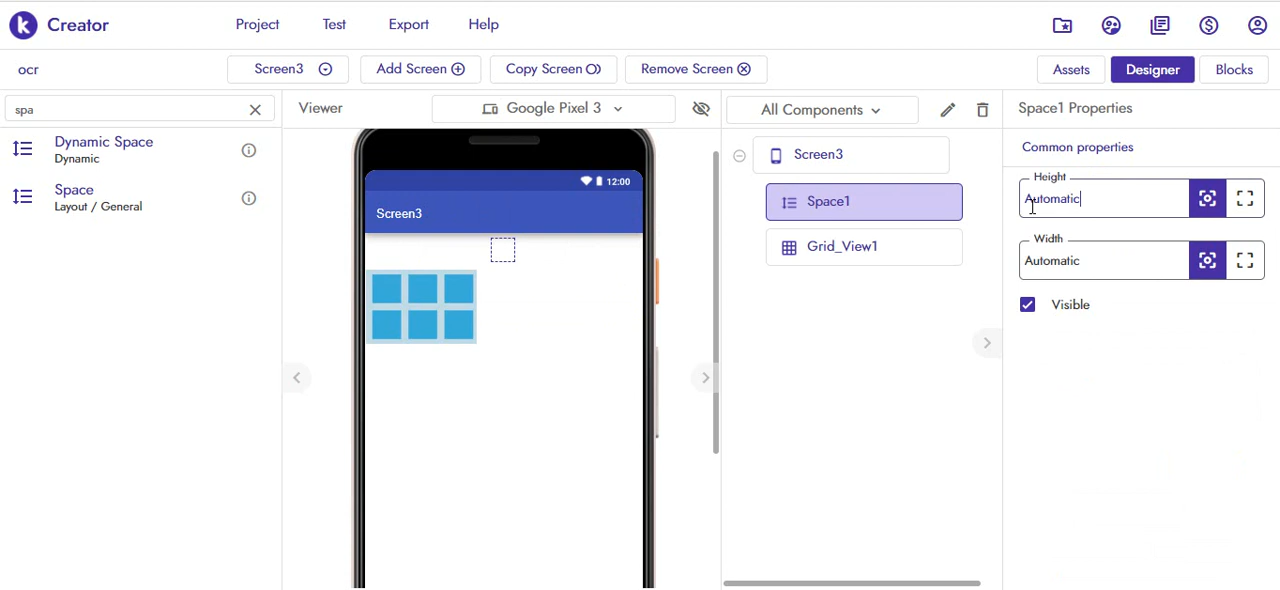 Creator
Project
Test
Export
Help
ocr
Screen3
Add Screen
Copy Screen
Remove Screen
Assets
Designer
Blocks
spa
Dynamic Space
Dynamic
Space
Layout / General
Viewer
Google Pixel 3
12:00
Screen3
All Components
Screen3
Space1
Grid_View1
Space1 Properties
Common properties
Height
Automatic
Width
Automatic
Visible